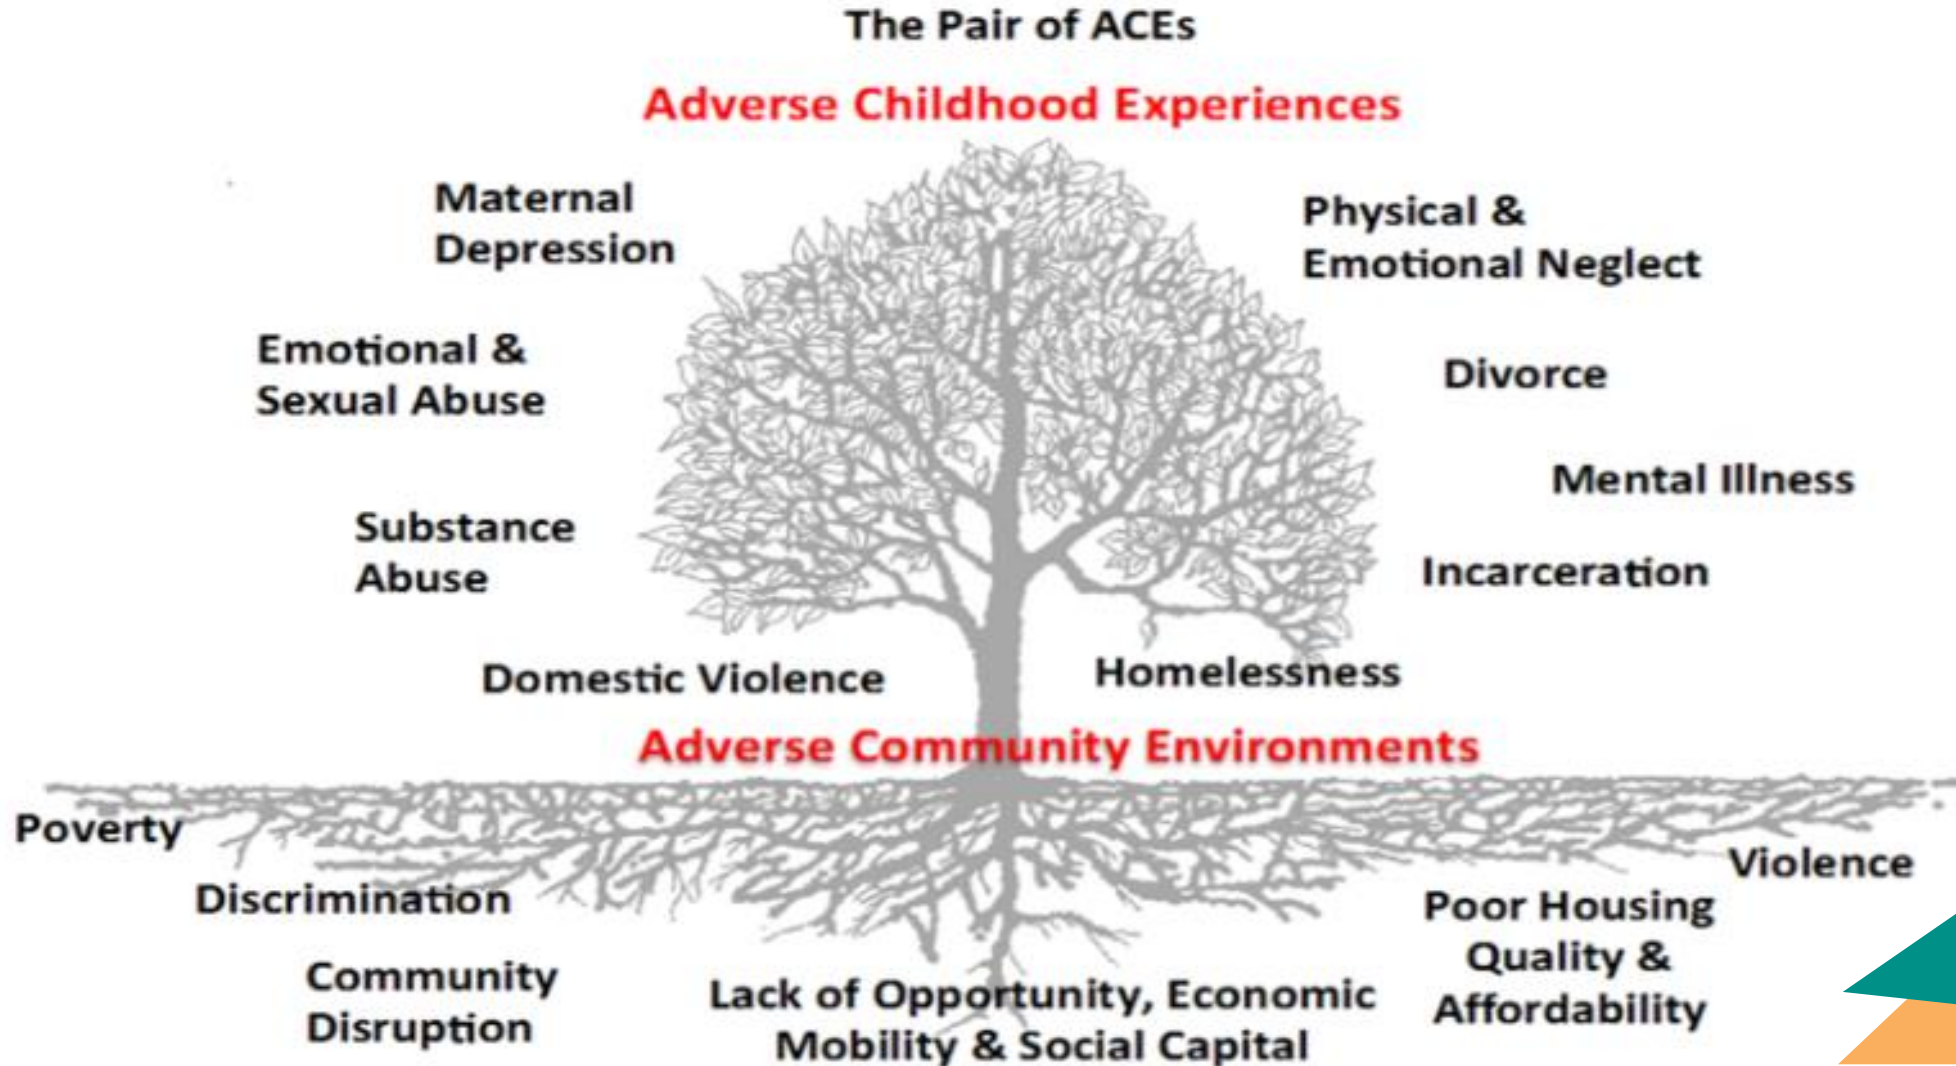 The Pair of ACEs
Adverse Childhood Experiences
Maternal
Depression
Physical &
Emotional Neglect
Emotional &
Sexual Abuse
Divorce
Mental Illness
Substance
Abuse
Incarceration
Domestic Violence
Homelessness
Adverse Community Environments
Poverty
Violence
Discrimination
Poor Housing
Quality &
Affordability
Community
Disruption
Lack of Opportunity, Economic
Mobility & Social Capital